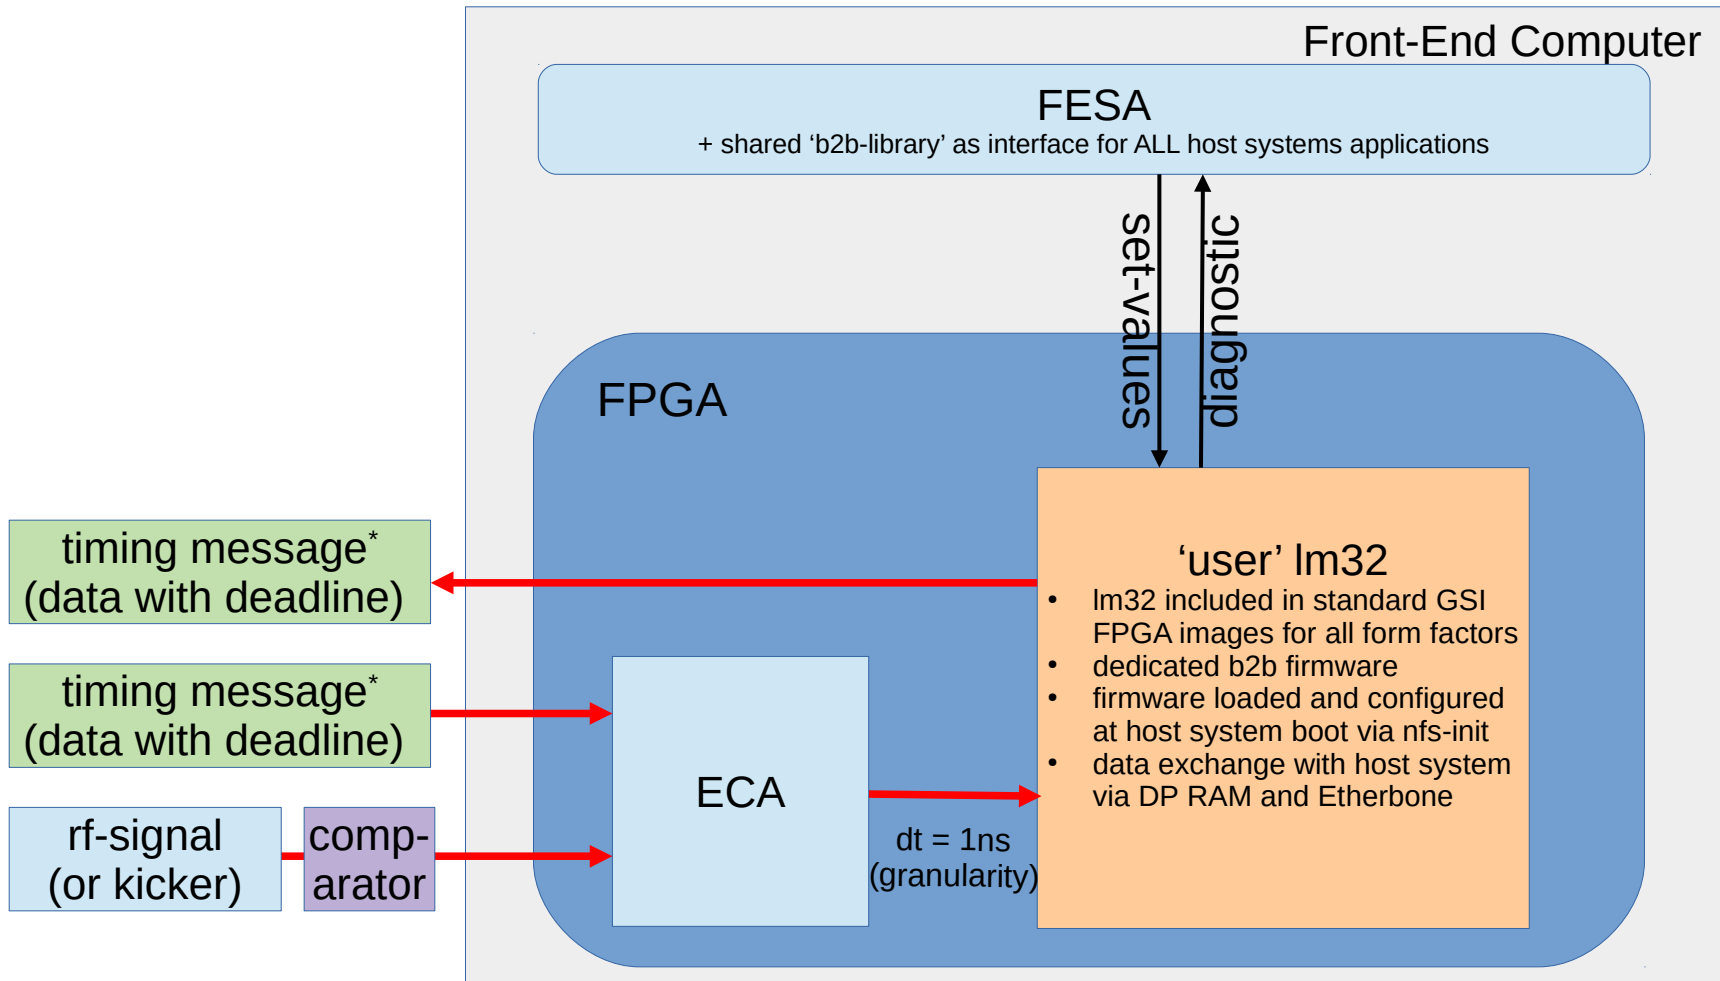 Front-End Computer
FESA
+ shared ‘b2b-library’ as interface for ALL host systems applications
set-values
diagnostic
FPGA
timing message*
(data with deadline)
timing message*
(data with deadline)
rf-signal
(or kicker)
comp-
arator
ECA
dt = 1ns
(granularity)
‘user’ lm32
• lm32 included in standard GSI
FPGA images for all form factors
• dedicated b2b firmware
• firmware loaded and configured
at host system boot via nfs-init
• data exchange with host system
via DP RAM and Etherbone